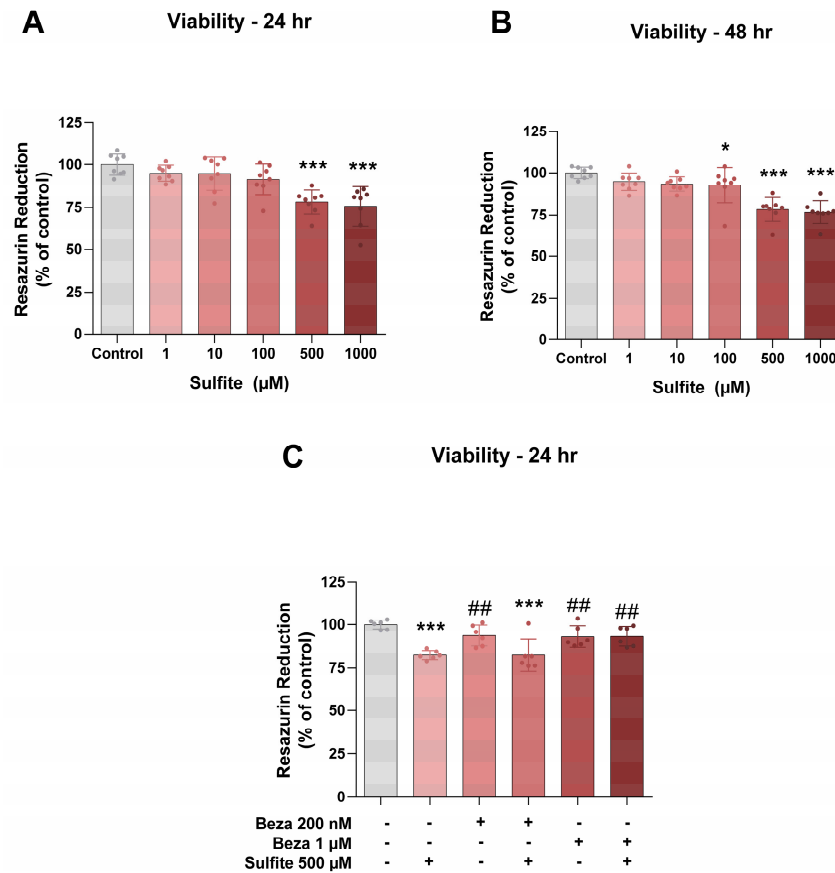 A
Viability - 24 hr
Resazurin Reduction
(% of control)
125
100
75
50
25
0
*** ***
Control 1 10 100 500 1000
Sulfite (µM)
B
Viability - 48 hr
Resazurin Reduction
(% of control)
125
100
75
50
25
0
* *** ***
Control 1 10 100 500 1000
Sulfite (µM)
C
Viability - 24 hr
Resazurin Reduction
(% of control)
125
100
75
50
25
0
*** ## *** ## ##
Beza 200 nM - - + + - -
Beza 1 µM - - - - + +
Sulfite 500 µM - + - + - +